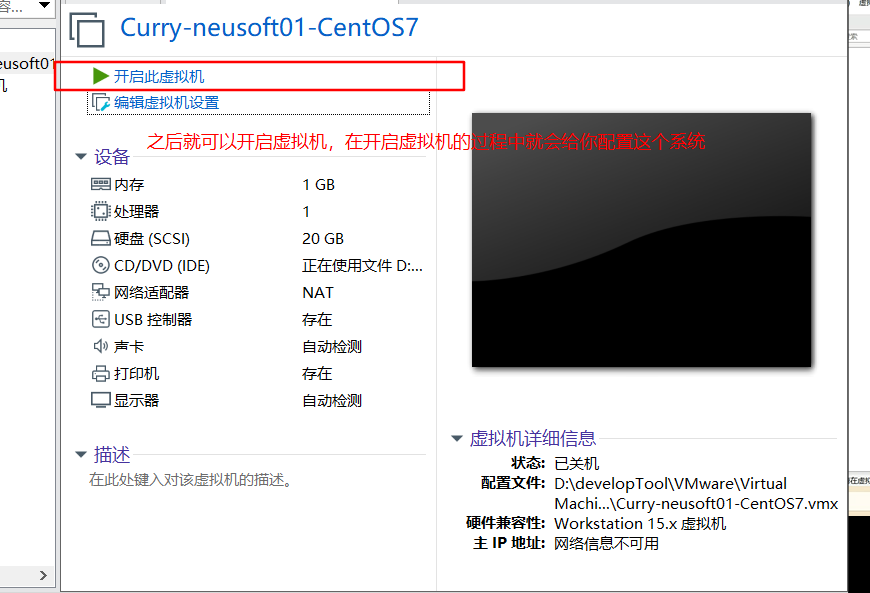 容...
Curry-neusoft01-CentOS7
eusoft01
机
开启此虚拟机
编辑虚拟机设置
之后就可以开启虚拟机，在开启虚拟机的过程中就会给你配置这个系统
设备
内存 1 GB
处理器 1
硬盘 (SCSI) 20 GB
CD/DVD (IDE) 正在使用文件 D:...
网络适配器 NAT
USB 控制器 存在
声卡 自动检测
打印机 存在
显示器 自动检测
描述
在此处键入对该虚拟机的描述。
虚拟机详细信息
状态: 已关机
配置文件: D:\developTool\VMware\Virtual
Machi...\Curry-neusoft01-CentOS7.vmx
硬件兼容性: Workstation 15.x 虚拟机
主 IP 地址: 网络信息不可用